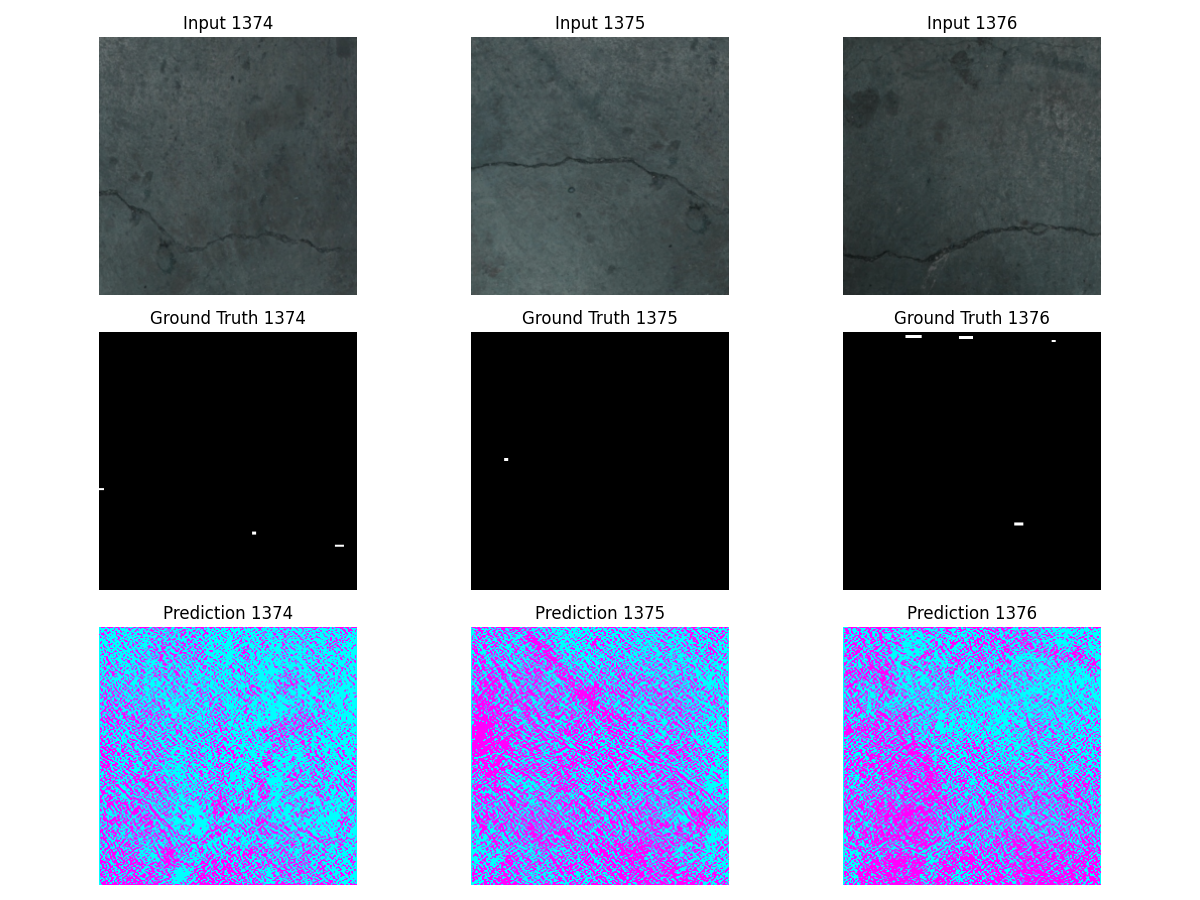 Input 1374
Input 1375
Input 1376
Ground Truth 1374
Ground Truth 1375
Ground Truth 1376
Prediction 1374
Prediction 1375
Prediction 1376